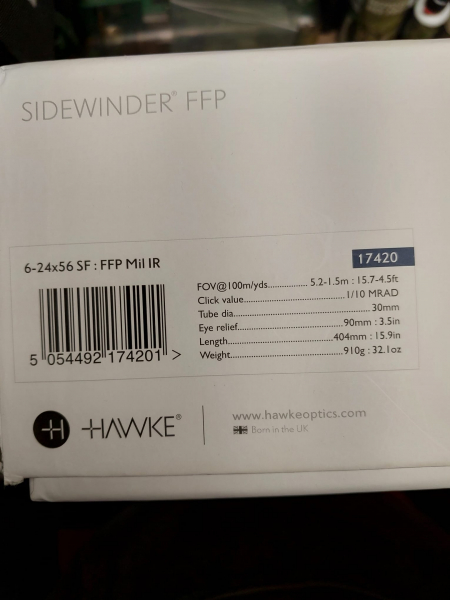 SIDEWINDER® FFP
6-24x56 SF : FFP Mil IR
17420
FOV@100m/yds.................. 5.2-1.5m : 15.7-4.5ft
Click value.................................... 1/10 MRAD
Tube dia.................................................. 30mm
Eye relief....................................... 90mm : 3.5in
Length......................................... 404mm : 15.9in
Weight........................................... 910g : 32.1oz
5 054492 174201 >
H HAWKE®
www.hawkeoptics.com
Born in the UK